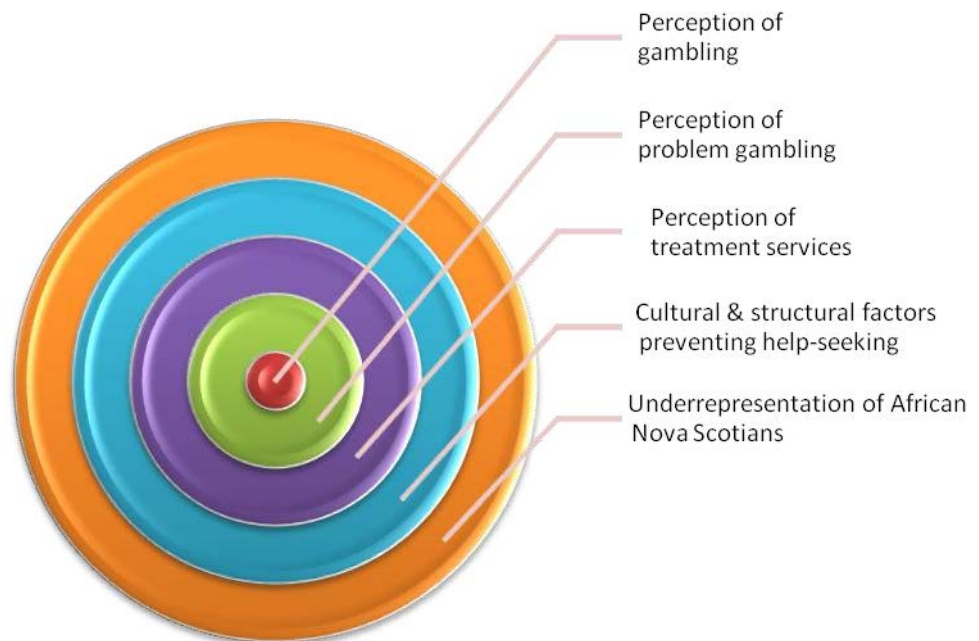 Perception of
gambling
Perception of
problem gambling
Perception of
treatment services
Cultural & structural factors
preventing help-seeking
Underrepresentation of African
Nova Scotians